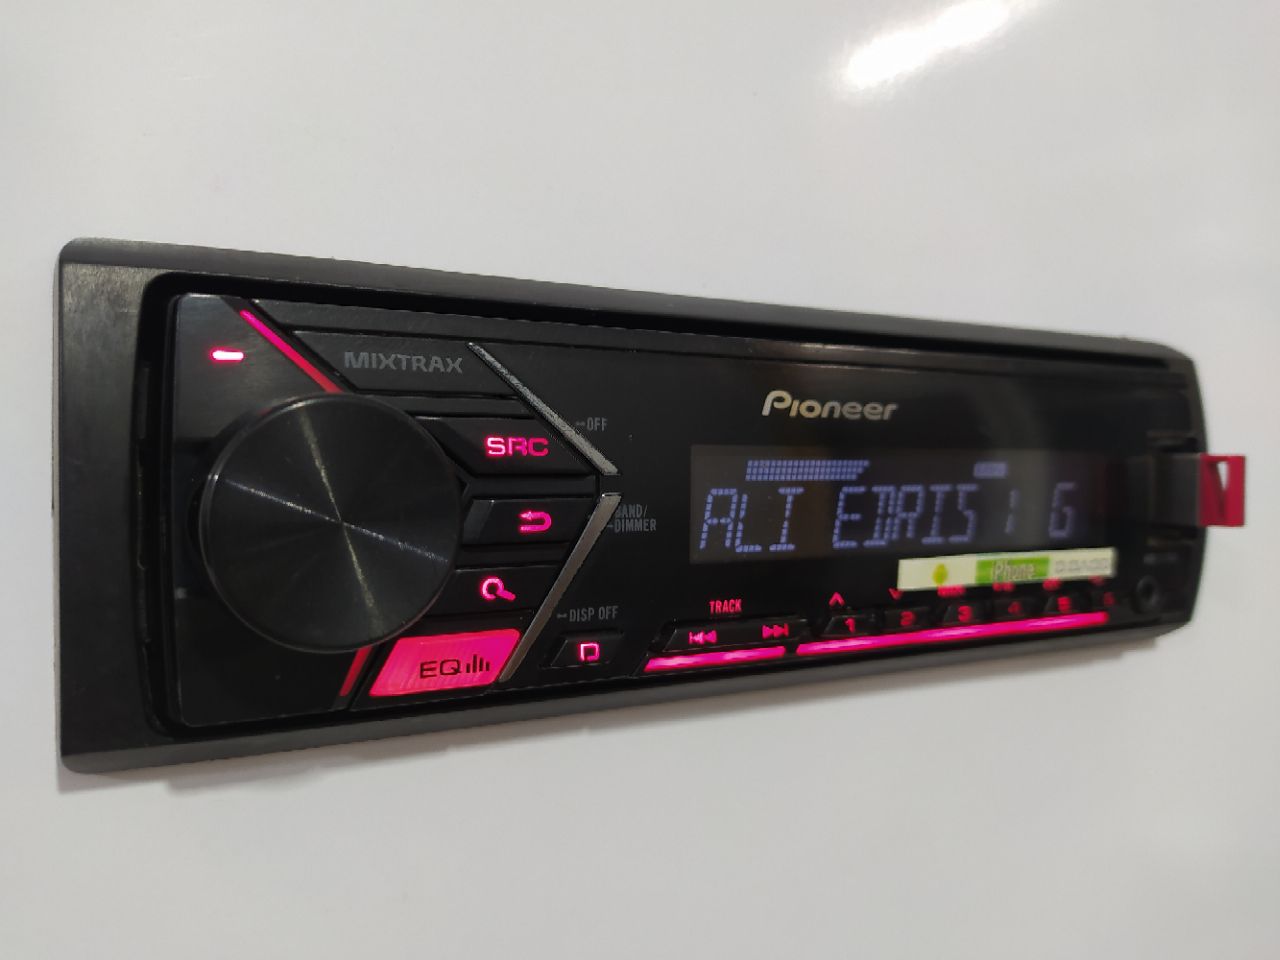 MIXTRAX
Pioneer
SRC
OFF
BAND/
DIMMER
ALI EDRIS
iPhone
DISP OFF
TRACK
EQ
1 2 3 4 5 6